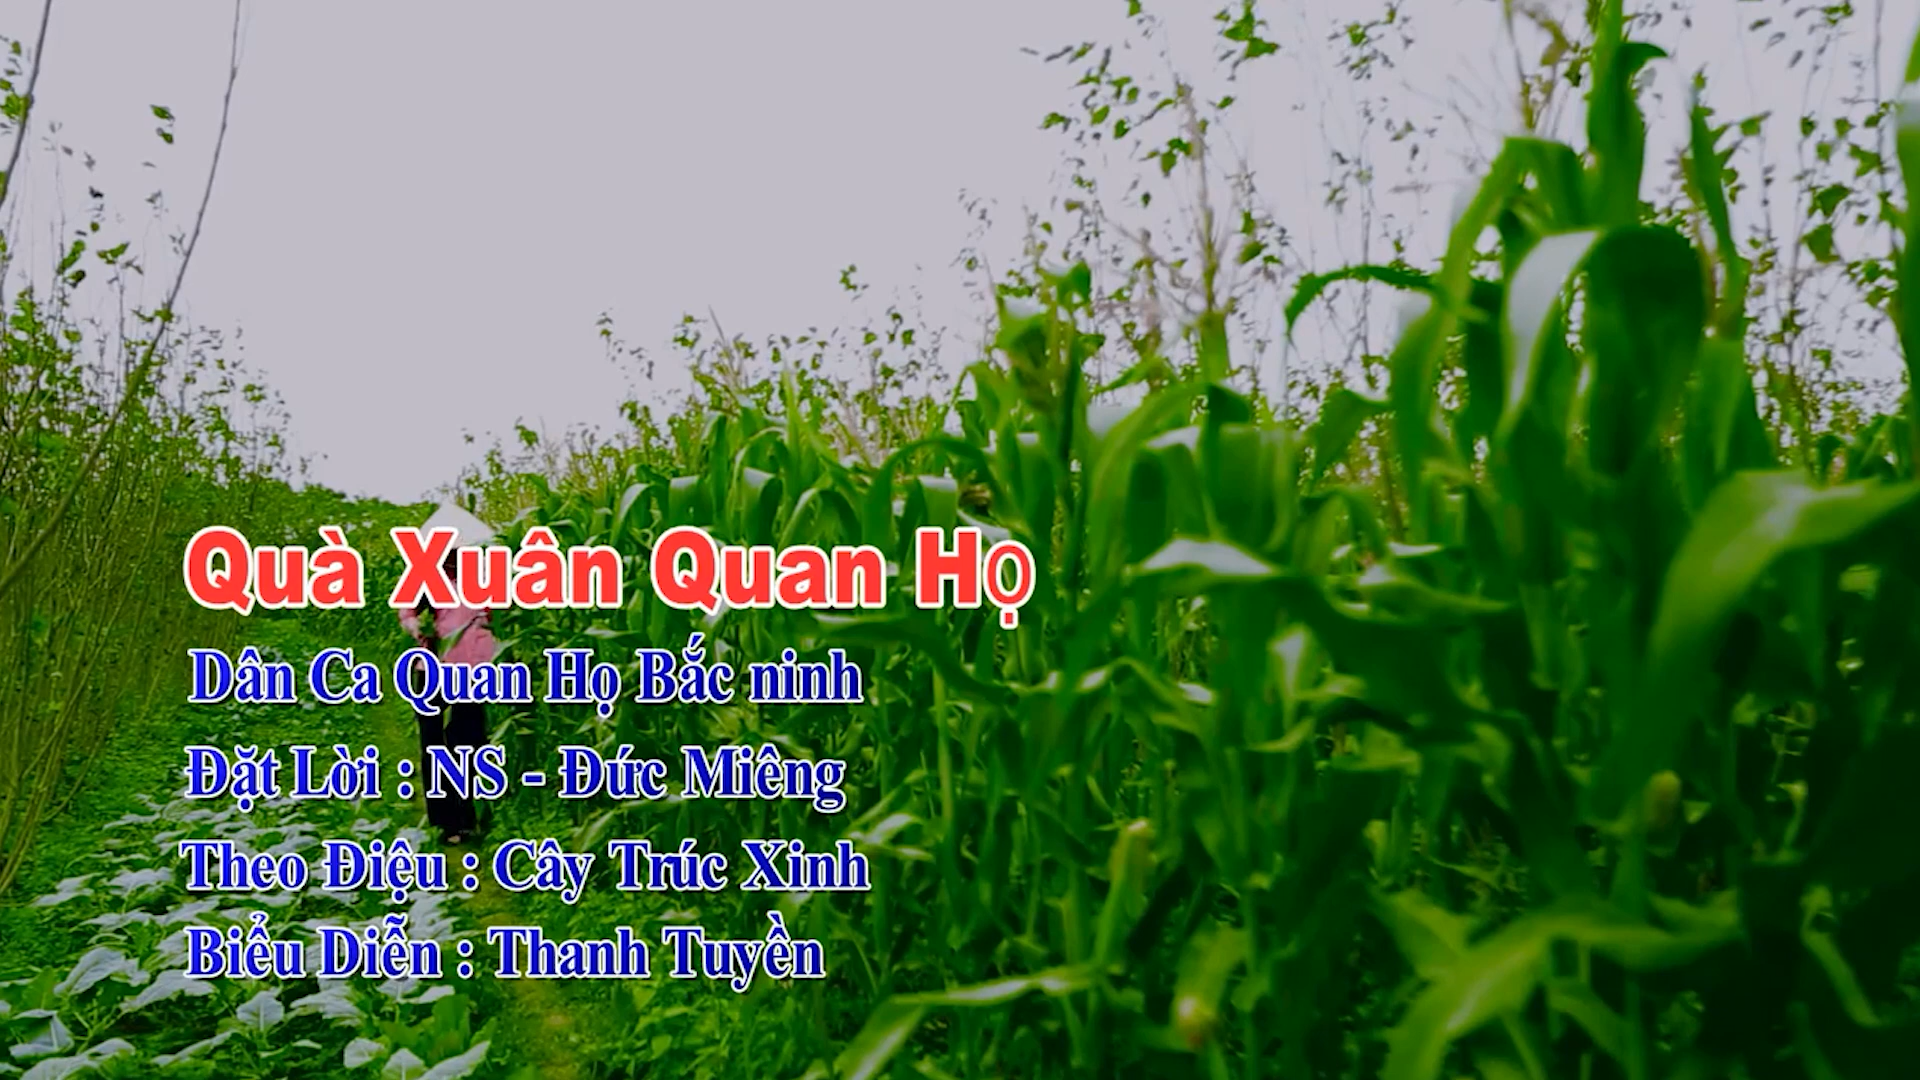 Quà Xuân Quan Họ
Dân Ca Quan Họ Bắc ninh
Đặt Lời : NS - Đức Miêng
Theo Điệu : Cây Trúc Xinh
Biểu Diễn : Thanh Tuyền